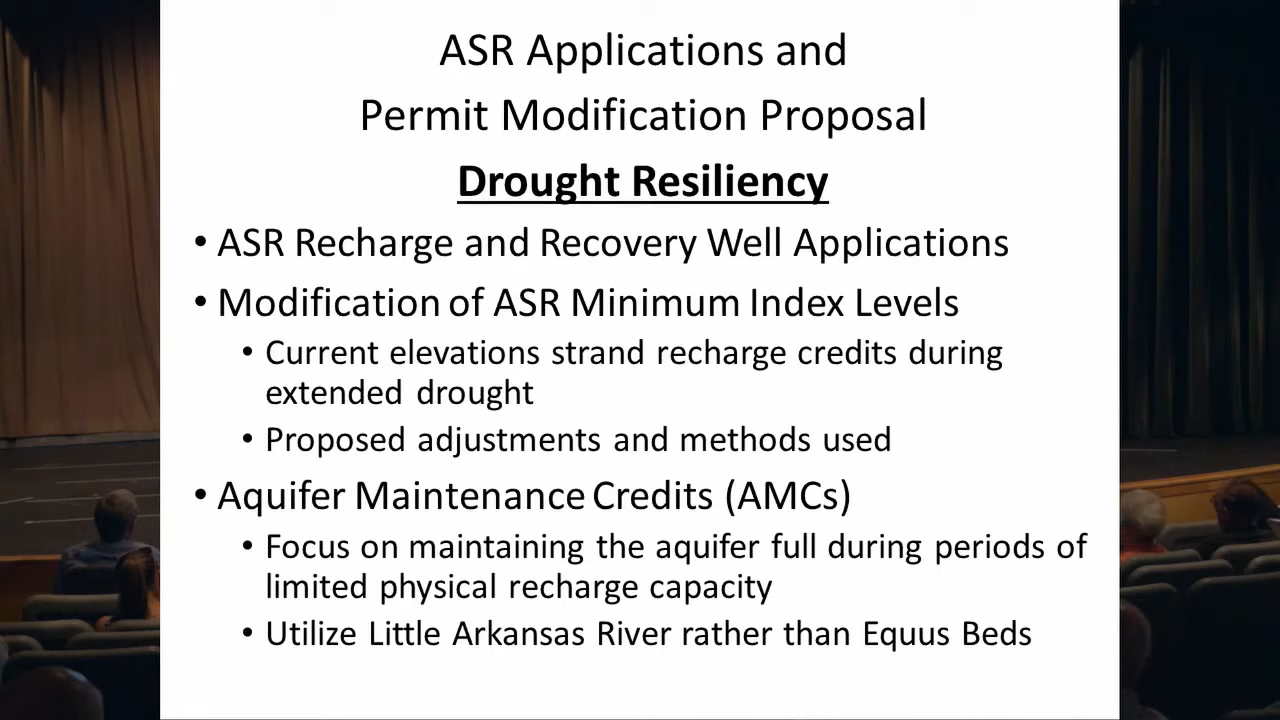 ASR Applications and
Permit Modification Proposal
Drought Resiliency
• ASR Recharge and Recovery Well Applications
• Modification of ASR Minimum Index Levels
• Current elevations strand recharge credits during
extended drought
• Proposed adjustments and methods used
• Aquifer Maintenance Credits (AMCs)
• Focus on maintaining the aquifer full during periods of
limited physical recharge capacity
• Utilize Little Arkansas River rather than Equus Beds